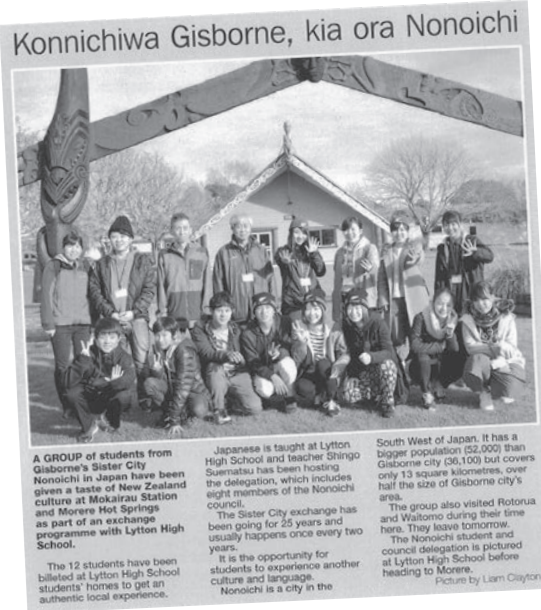 Konnichiwa Gisborne, kia ora Nonoichi
A GROUP of students from
Gisborne's Sister City
Nonoichi in Japan have been
given a taste of New Zealand
culture at Mokairau Station
and Morere Hot Springs
as part of an exchange
programme with Lytton High
School.
The 12 students have been
billeted at Lytton High School
students' homes to get an
authentic local experience.
Japanese is taught at Lytton
High School and teacher Shingo
Suematsu has been hosting
the delegation, which includes
eight members of the Nonoichi
council.
The Sister City exchange has
been going for 25 years and
usually happens once every two
years.
It is the opportunity for
students to experience another
culture and language.
Nonoichi is a city in the
South West of Japan. It has a
bigger population (52,000) than
Gisborne city (36,100) but covers
only 13 square kilometres, over
half the size of Gisborne city's
area.
The group also visited Rotorua
and Waitomo during their time
here. They leave tomorrow.
The Nonoichi student and
council delegation is pictured
at Lytton High School before
heading to Morere.
Picture by Liam Clayton